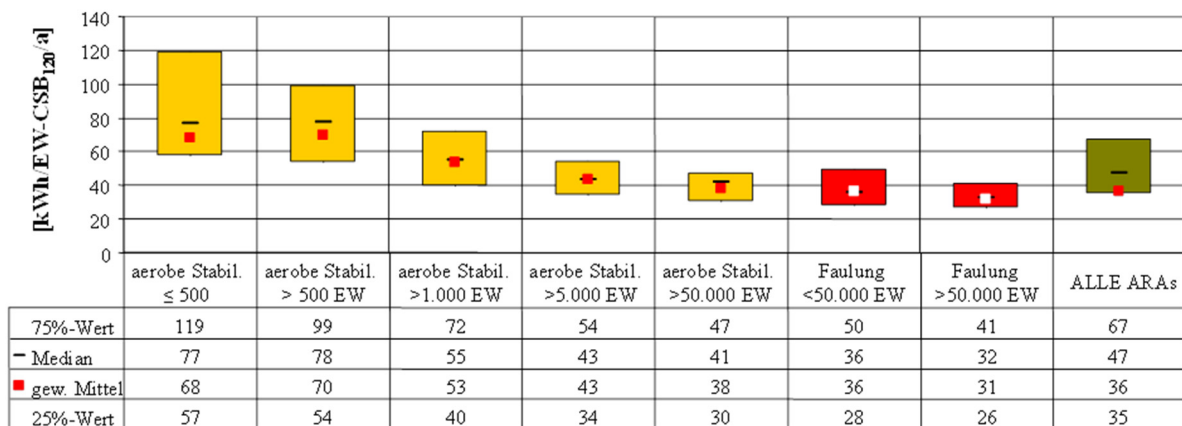 [kWh/EW-CSB120/a]
140
120
100
80
60
40
20
0
aerobe Stabil. ≤ 500
aerobe Stabil. > 500 EW
aerobe Stabil. >1.000 EW
aerobe Stabil. >5.000 EW
aerobe Stabil. >50.000 EW
Faulung <50.000 EW
Faulung >50.000 EW
ALLE ARAs
75%-Wert 119 99 72 54 47 50 41 67
Median 77 78 55 43 41 36 32 47
gew. Mittel 68 70 53 43 38 36 31 36
25%-Wert 57 54 40 34 30 28 26 35